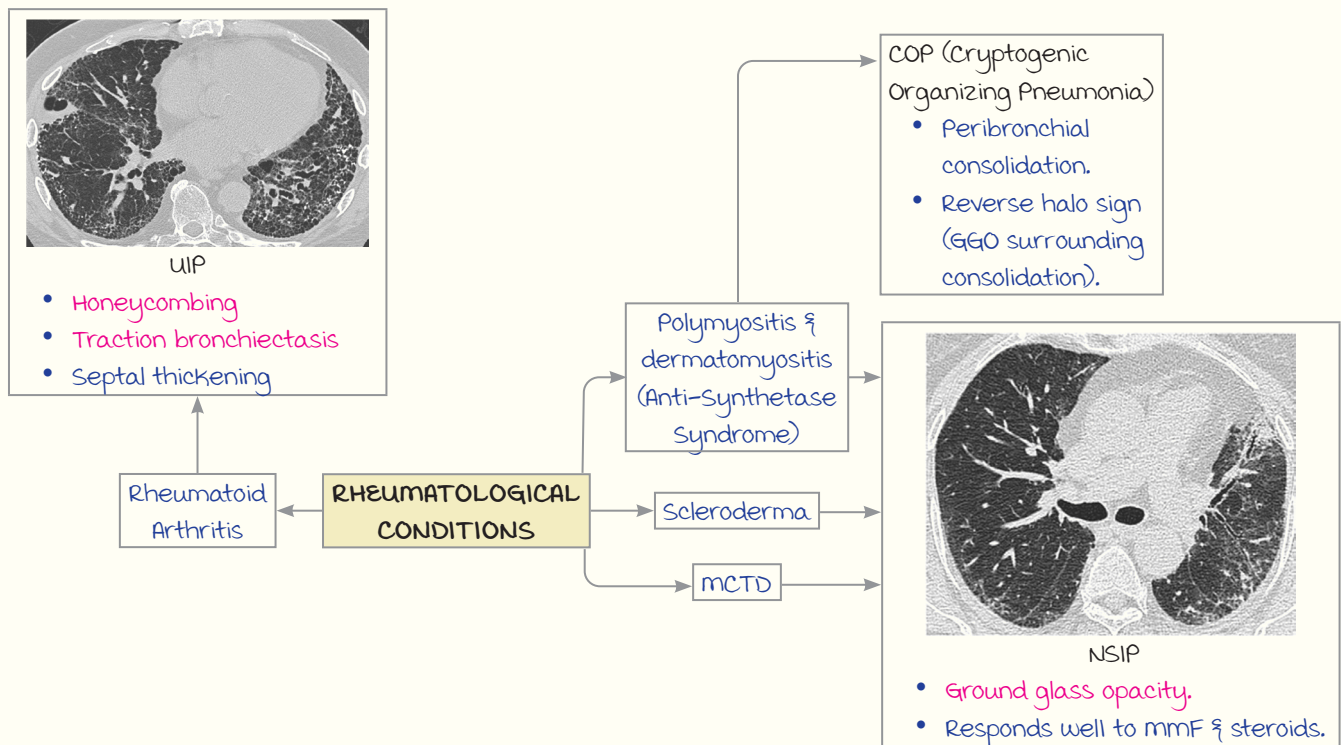 COP (Cryptogenic
Organizing Pneumonia)
• Peribronchial
consolidation.
• Reverse halo sign
(GGO surrounding
consolidation).
UIP
• Honeycombing
• Traction bronchiectasis
• Septal thickening
Polymyositis &
dermatomyositis
(Anti-Synthetase
Syndrome)
Rheumatoid
Arthritis
RHEUMATOLOGICAL
CONDITIONS
Scleroderma
MCTD
NSIP
• Ground glass opacity.
• Responds well to MMF & steroids.